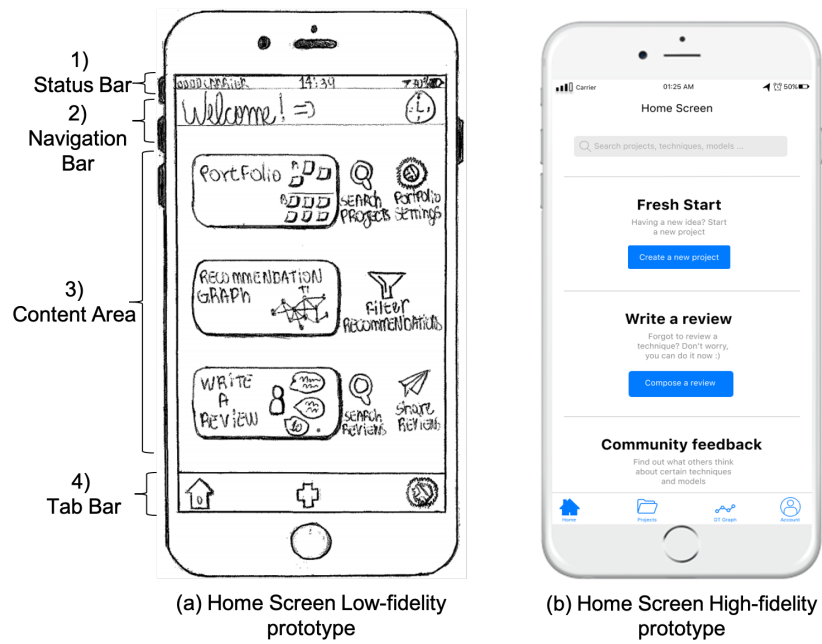 1)
Status Bar
2)
Navigation
Bar
3)
Content Area
4)
Tab Bar
14:39
Welcome! =>
PORTFOLIO
SEARCH
PROJECTS
PORTFOLIO
SETTINGS
RECOMMENDATION
GRAPH
FILTER
RECOMMENDATIONS
WRITE
A
REVIEW
SEARCH
REVIEWS
SHARE
REVIEWS
(a) Home Screen Low-fidelity
prototype
Carrier 01:25 AM 50%
Home Screen
Search projects, techniques, models ...
Fresh Start
Having a new idea? Start
a new project
Create a new project
Write a review
Forgot to review a
technique? Don't worry,
you can do it now :)
Compose a review
Community feedback
Find out what others think
about certain techniques
and models
Home Projects DT Graph Account
(b) Home Screen High-fidelity
prototype